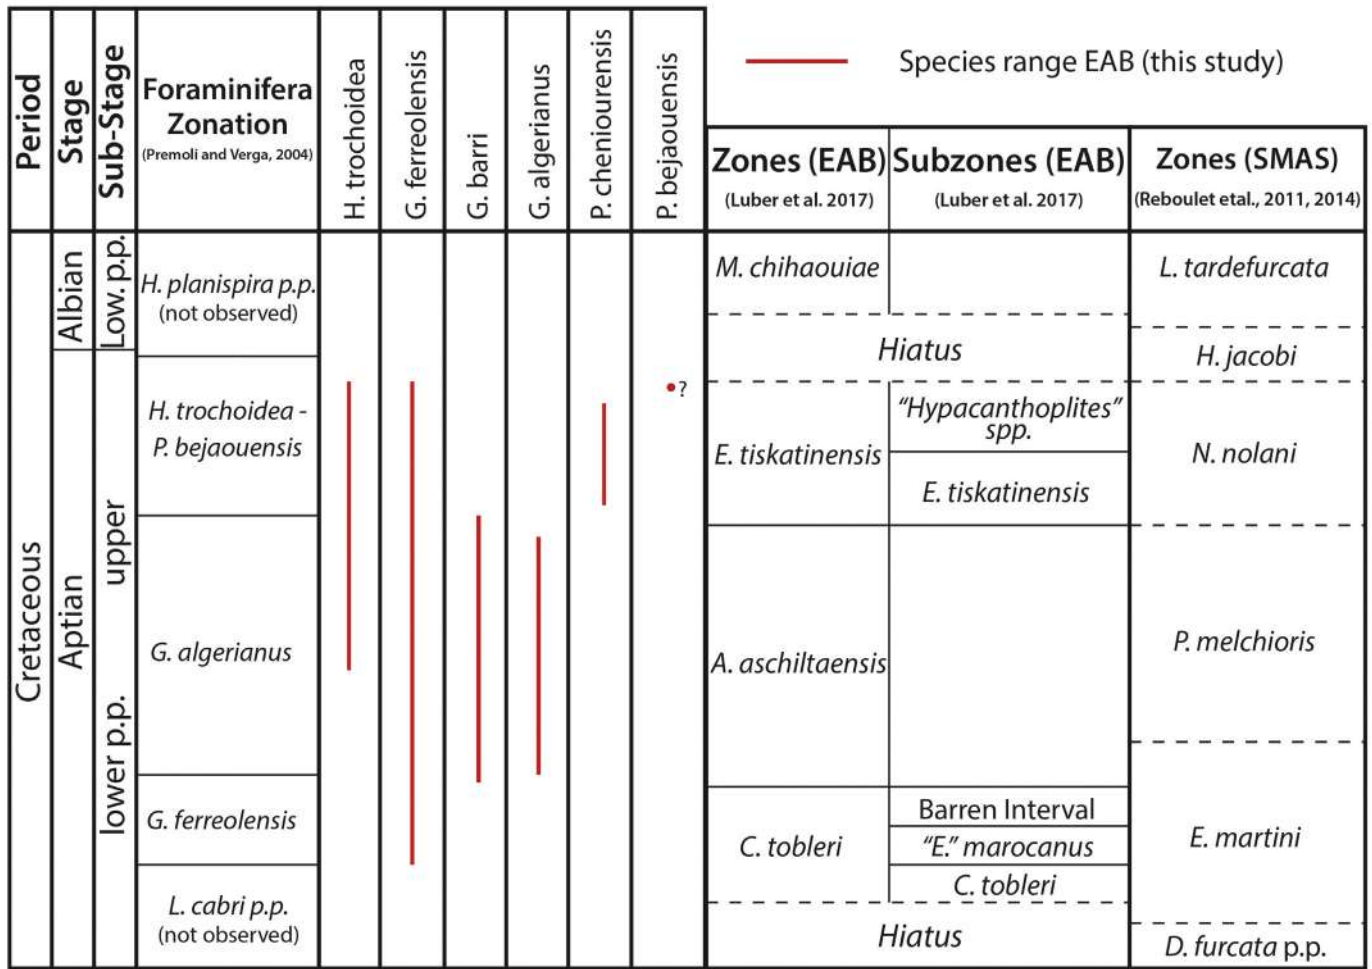 Period
Stage
Sub-Stage
Foraminifera
Zonation
(Premoli and Verga, 2004)
H. trochoidea
G. ferreolensis
G. barri
G. algerianus
P. cheniourensis
P. bejaouensis
Species range EAB (this study)
Zones (EAB)
(Luber et al. 2017)
Subzones (EAB)
(Luber et al. 2017)
Zones (SMAS)
(Reboulet etal., 2011, 2014)
Cretaceous
Albian
Aptian
Low. p.p.
upper
lower p.p.
H. planispira p.p.
(not observed)
H. trochoidea -
P. bejaouensis
G. algerianus
G. ferreolensis
L. cabri p.p.
(not observed)
?
M. chihaouiae
Hiatus
E. tiskatinensis
A. aschiltaensis
C. tobleri
Hiatus
"Hypacanthoplites"
spp.
E. tiskatinensis
Barren Interval
"E." marocanus
C. tobleri
L. tardefurcata
H. jacobi
N. nolani
P. melchioris
E. martini
D. furcata p.p.